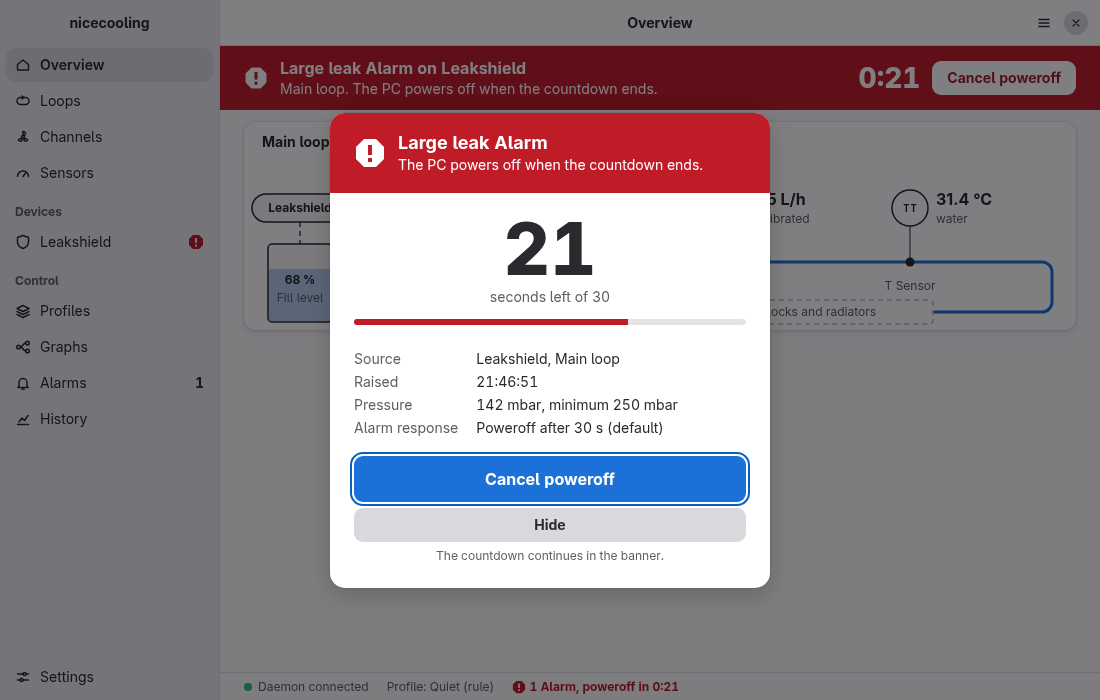 nicecooling
Overview
Overview
Loops
Channels
Sensors
Devices
Leakshield
Control
Profiles
Graphs
Alarms 1
History
Settings
Large leak Alarm on Leakshield
Main loop. The PC powers off when the countdown ends.
0:21
Cancel poweroff
Main loop
Leakshield
68 %
Fill level
L/h
31.4 °C
water
TT
T Sensor
and radiators
Large leak Alarm
The PC powers off when the countdown ends.
21
seconds left of 30
Source Leakshield, Main loop
Raised 21:46:51
Pressure 142 mbar, minimum 250 mbar
Alarm response Poweroff after 30 s (default)
Cancel poweroff
Hide
The countdown continues in the banner.
Daemon connected Profile: Quiet (rule) 1 Alarm, poweroff in 0:21